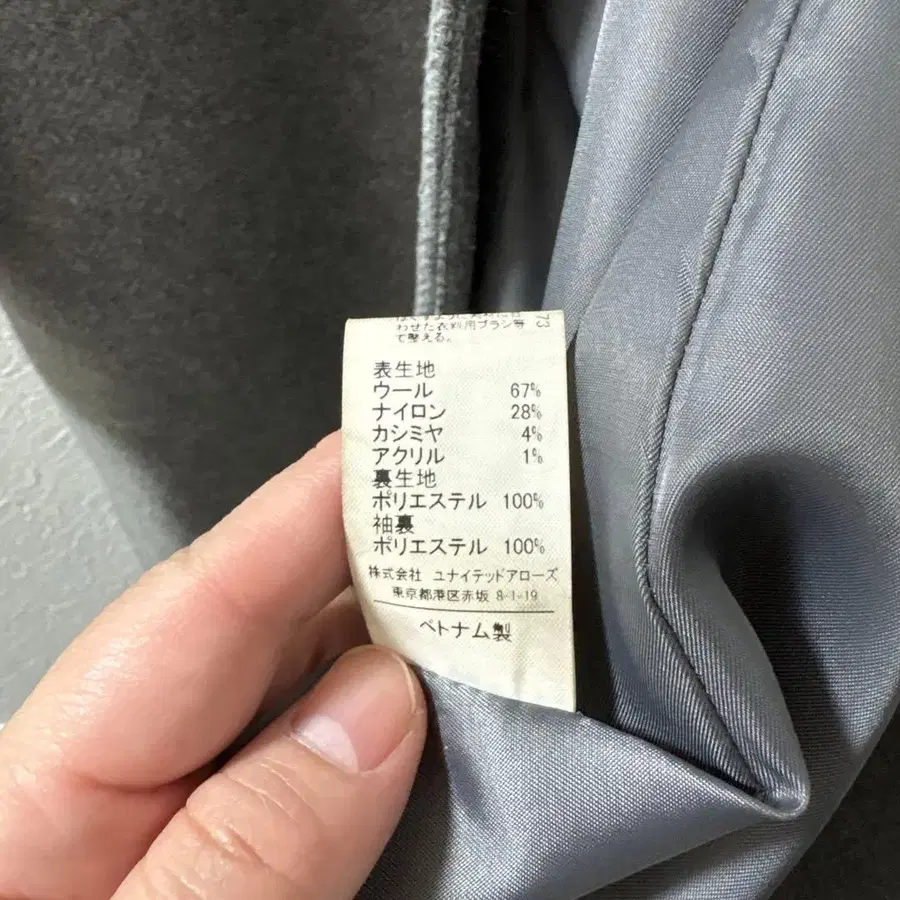 わせた衣料用ブラシ等
で整える。
73
表生地
ウール 67%
ナイロン 28%
カシミヤ 4%
アクリル 1%
裏生地
ポリエステル 100%
袖裏
ポリエステル 100%
株式会社 ユナイテッドアローズ
東京都港区赤坂 8-1-19
ベトナム製